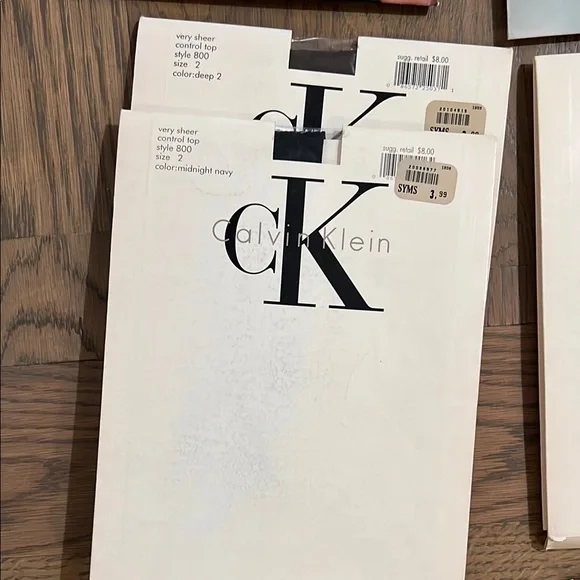 very sheer
control top
style 800
size 2
color:deep 2
sugg. retail $8.00
cK
SYMS
very sheer
control top
style 800
size 2
color:midnight navy
sugg. retail $8.00
SYMS 3.99
cK
Calvin Klein